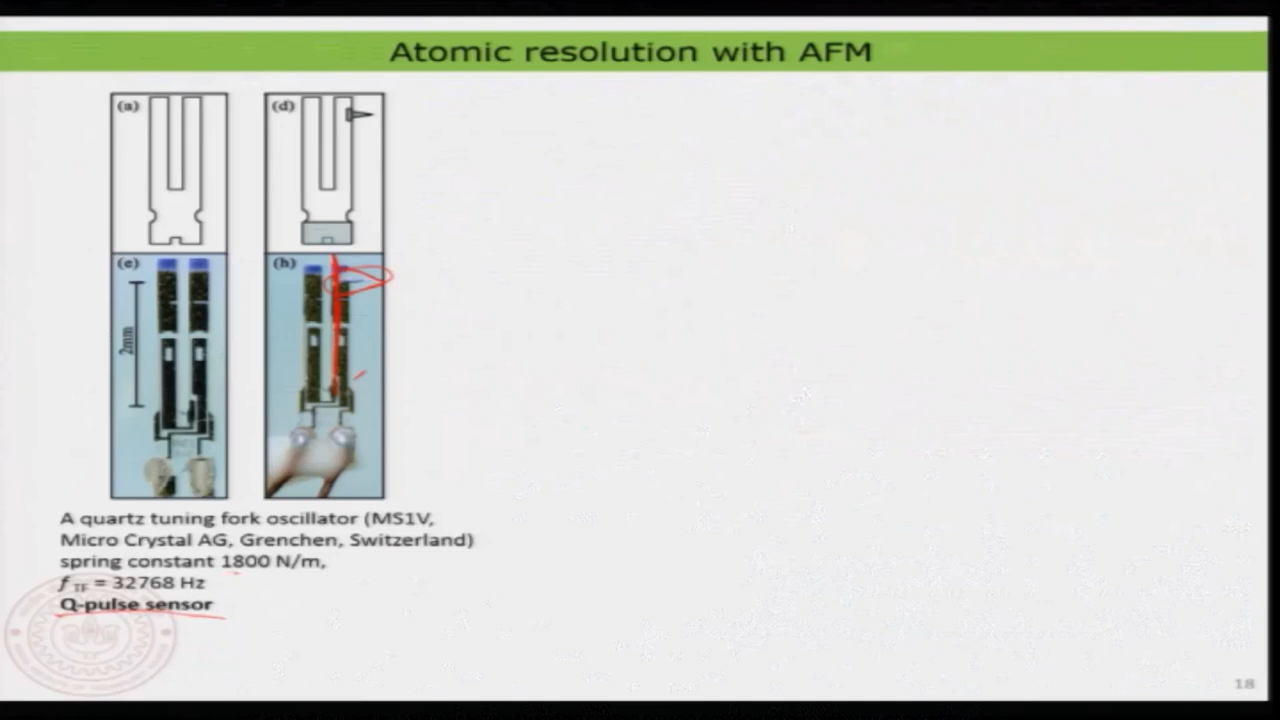 Atomic resolution with AFM
(a)
(d)
(e)
(h)
2mm
A quartz tuning fork oscillator (MS1V,
Micro Crystal AG, Grenchen, Switzerland)
spring constant 1800 N/m,
f TF = 32768 Hz
Q-pulse sensor
18